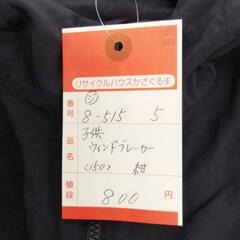 リサイクルハウスかざぐるま
番号 8-515 5
品名 子供
ウィンドブレーカー
<150> 紺
値段 800 円